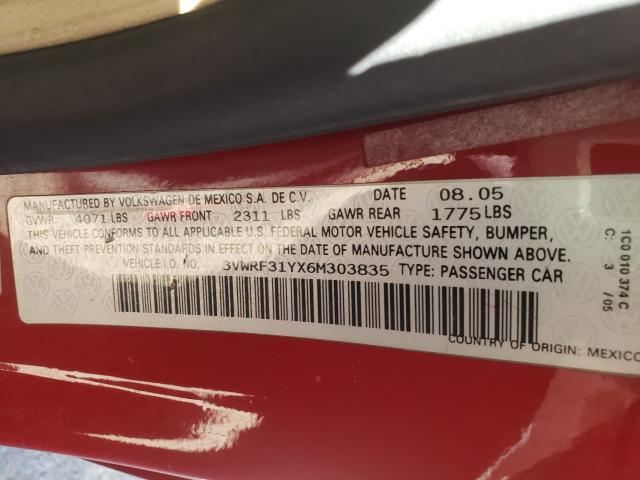 MANUFACTURED BY VOLKSWAGEN DE MEXICO S.A. DE C.V. DATE 08.05
GVWR 4071 LBS GAWR FRONT 2311 LBS GAWR REAR 1775 LBS
THIS VEHICLE CONFORMS TO ALL APPLICABLE U.S. FEDERAL MOTOR VEHICLE SAFETY, BUMPER,
AND THEFT PREVENTION STANDARDS IN EFFECT ON THE DATE OF MANUFACTURE SHOWN ABOVE.
VEHICLE I.D. NO. 3VWRF31YX6M303835 TYPE: PASSENGER CAR
COUNTRY OF ORIGIN: MEXICO
1C0 010 374 C
C: 3 /05